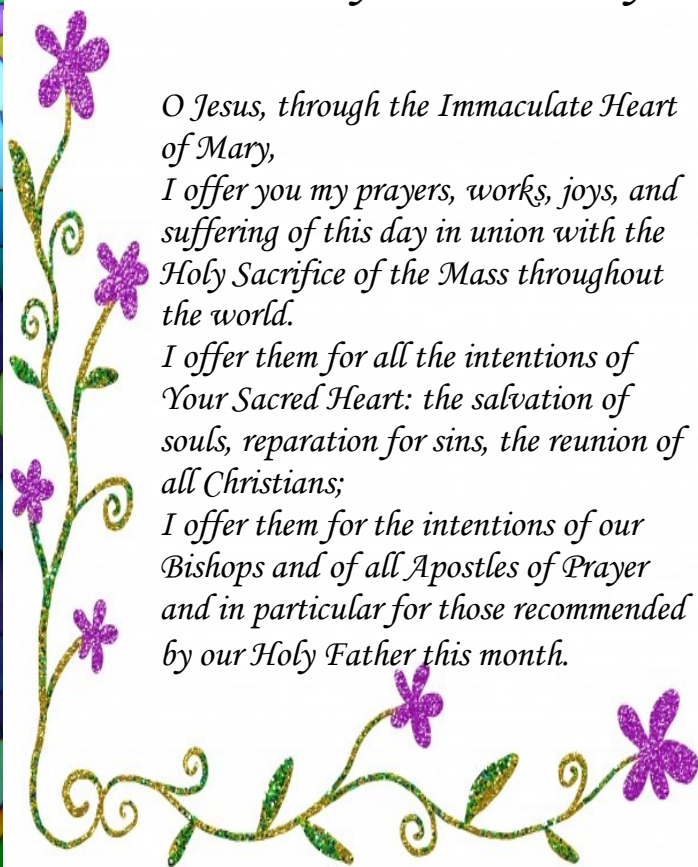 O Jesus, through the Immaculate Heart
of Mary,
I offer you my prayers, works, joys, and
suffering of this day in union with the
Holy Sacrifice of the Mass throughout
the world.
I offer them for all the intentions of
Your Sacred Heart: the salvation of
souls, reparation for sins, the reunion of
all Christians;
I offer them for the intentions of our
Bishops and of all Apostles of Prayer
and in particular for those recommended
by our Holy Father this month.